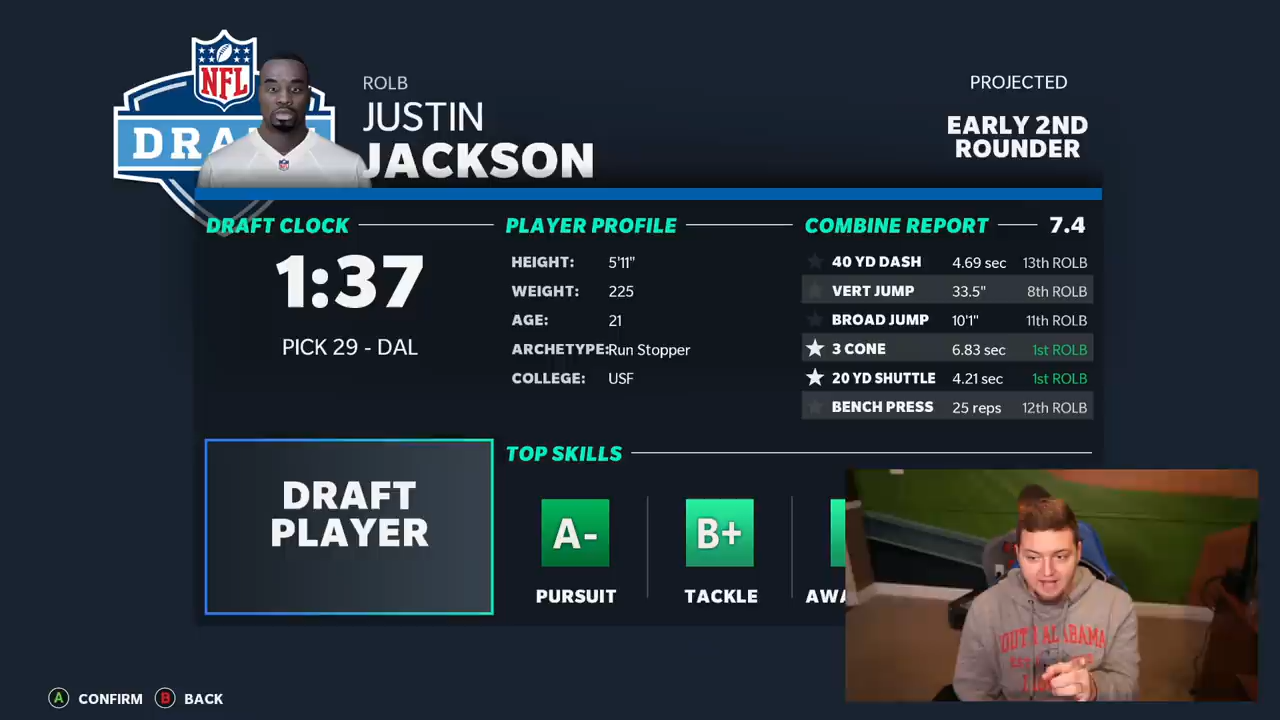 NFL
DRA
ROLB
JUSTIN
JACKSON
PROJECTED
EARLY 2ND
ROUNDER
DRAFT CLOCK
1:37
PICK 29 - DAL
PLAYER PROFILE
HEIGHT: 5'11"
WEIGHT: 225
AGE: 21
ARCHETYPE: Run Stopper
COLLEGE: USF
COMBINE REPORT 7.4
40 YD DASH 4.69 sec 13th ROLB
VERT JUMP 33.5" 8th ROLB
BROAD JUMP 10'1" 11th ROLB
3 CONE 6.83 sec 1st ROLB
20 YD SHUTTLE 4.21 sec 1st ROLB
BENCH PRESS 25 reps 12th ROLB
DRAFT
PLAYER
TOP SKILLS
A-
PURSUIT
B+
TACKLE
AWA
A CONFIRM B BACK